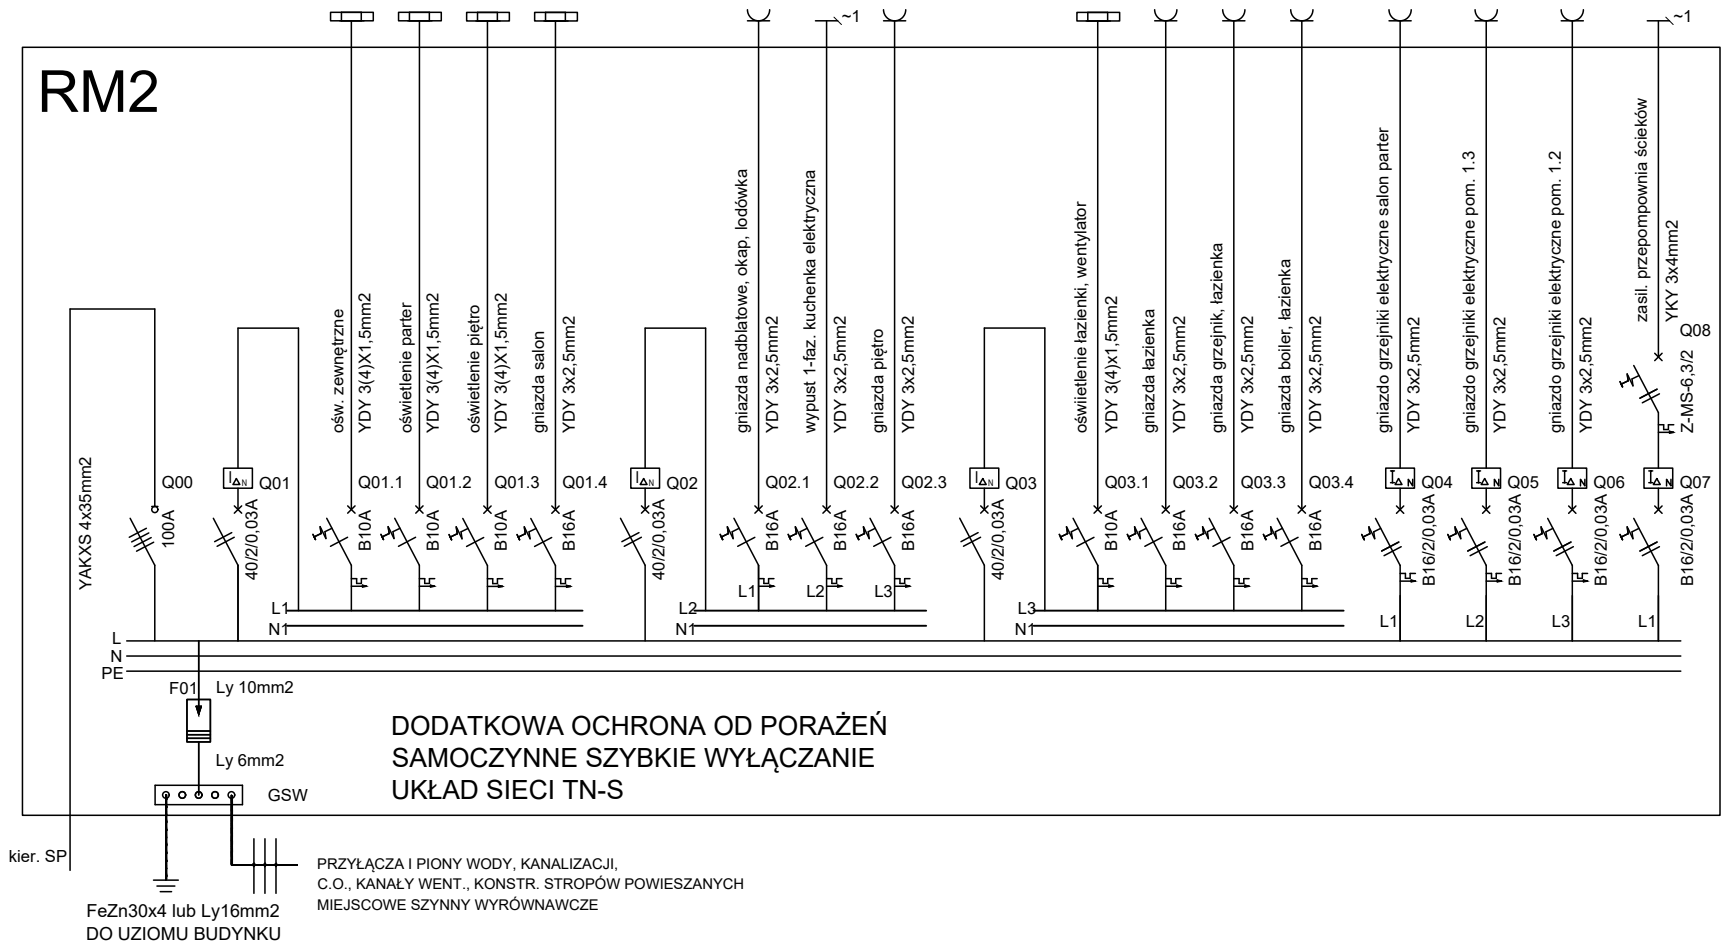 ~1
~1
RM2
ośw. zewnętrzne
YDY 3(4)X1,5mm2
oświetlenie parter
YDY 3(4)X1,5mm2
oświetlenie piętro
YDY 3(4)X1,5mm2
gniazda salon
YDY 3x2,5mm2
gniazda nadblatowe, okap, lodówka
YDY 3x2,5mm2
wypust 1-faz. kuchenka elektryczna
YDY 3x2,5mm2
gniazda piętro
YDY 3x2,5mm2
oświietlenie łazienki, wentylator
YDY 3(4)x1,5mm2
gniazda łazienka
YDY 3x2,5mm2
gniazda grzejnik, łazienka
YDY 3x2,5mm2
gniazda boiler, łazienka
YDY 3x2,5mm2
gniazdo grzejniki elektryczne salon parter
YDY 3x2,5mm2
gniazdo grzejniki elektryczne pom. 1.3
YDY 3x2,5mm2
gniazdo grzejniki elektryczne pom. 1.2
YDY 3x2,5mm2
zasil. przepompownia ścieków
YKY 3x4mm2
Q08
Z-MS-6,3/2
YAKXS 4x35mm2
Q00
100A
I∆N
Q01
40/2/0,03A
Q01.1
B10A
Q01.2
B10A
Q01.3
B10A
Q01.4
B16A
I∆N
Q02
40/2/0,03A
Q02.1
B16A
Q02.2
B16A
Q02.3
B16A
I∆N
Q03
40/2/0,03A
Q03.1
B10A
Q03.2
B16A
Q03.3
B16A
Q03.4
B16A
I∆N
Q04
B16/2/0,03A
I∆N
Q05
B16/2/0,03A
I∆N
Q06
B16/2/0,03A
I∆N
Q07
B16/2/0,03A
L1
L2
L3
L1
N1
L2
N1
L3
N1
L1
L2
L3
L1
L
N
PE
F01
Ly 10mm2
Ly 6mm2
GSW
DODATKOWA OCHRONA OD PORAŻEŃ
SAMOCZYNNE SZYBKIE WYŁĄCZANIE
UKŁAD SIECI TN-S
kier. SP
PRZYŁĄCZA I PIONY WODY, KANALIZACJI,
C.O., KANAŁY WENT., KONSTR. STROPÓW POWIESZANYCH
MIEJSCOWE SZYNNY WYRÓWNAWCZE
FeZn30x4 lub Ly16mm2
DO UZIOMU BUDYNKU